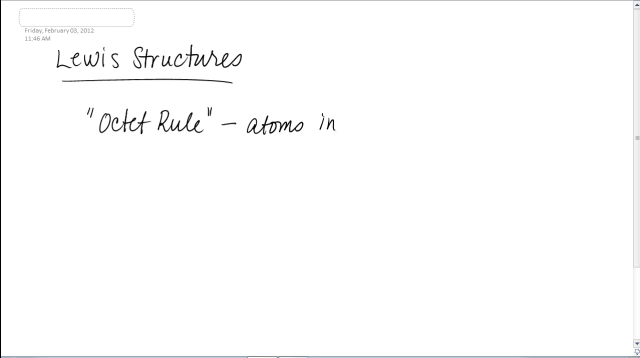 Friday, February 03, 2012
11:46 AM
Lewis Structures
"Octet Rule" – atoms in